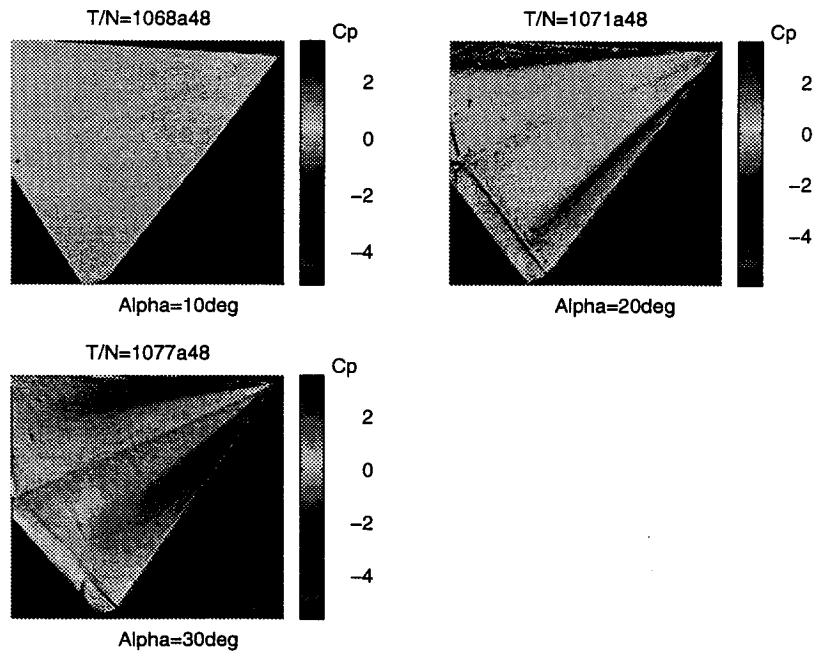 T/N=1068a48
Cp
2
0
−2
−4
Alpha=10deg
T/N=1071a48
Cp
2
0
−2
−4
Alpha=20deg
T/N=1077a48
Cp
2
0
−2
−4
Alpha=30deg